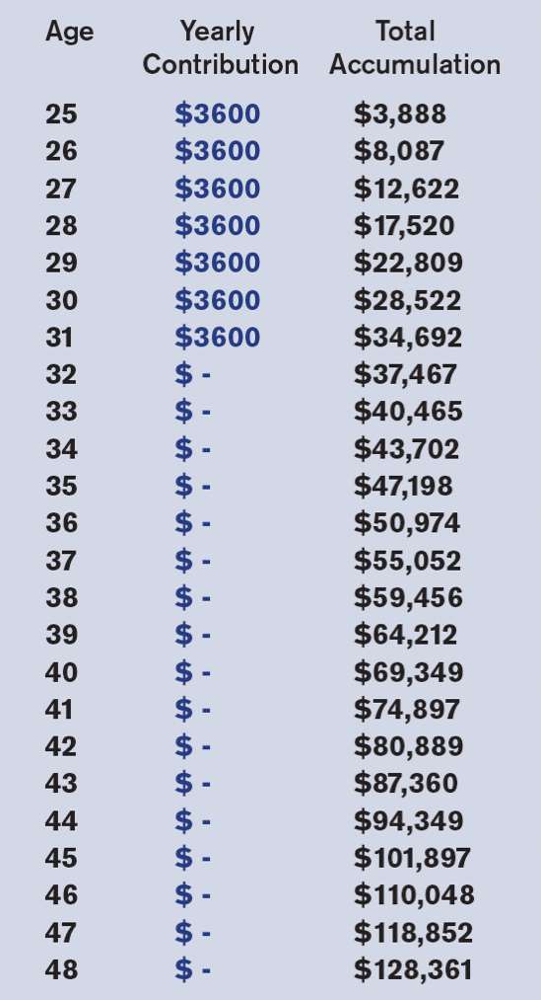 Age Yearly Total
Contribution Accumulation
25 $3600 $3,888
26 $3600 $8,087
27 $3600 $12,622
28 $3600 $17,520
29 $3600 $22,809
30 $3600 $28,522
31 $3600 $34,692
32 $ - $37,467
33 $ - $40,465
34 $ - $43,702
35 $ - $47,198
36 $ - $50,974
37 $ - $55,052
38 $ - $59,456
39 $ - $64,212
40 $ - $69,349
41 $ - $74,897
42 $ - $80,889
43 $ - $87,360
44 $ - $94,349
45 $ - $101,897
46 $ - $110,048
47 $ - $118,852
48 $ - $128,361